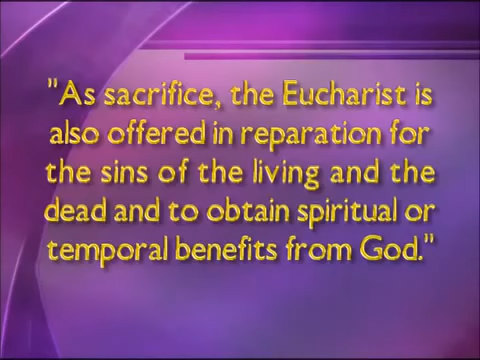 "As sacrifice, the Eucharist is
also offered in reparation for
the sins of the living and the
dead and to obtain spiritual or
temporal benefits from God."